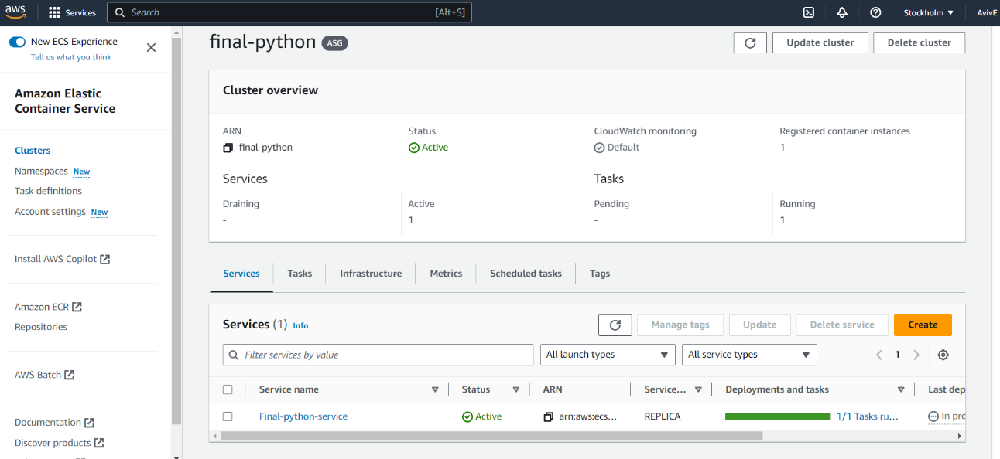 aws Services Search [Alt+S] Stockholm ▼ AvivE
New ECS Experience
Tell us what you think
Amazon Elastic
Container Service
Clusters
Namespaces New
Task definitions
Account settings New
Install AWS Copilot
Amazon ECR
Repositories
AWS Batch
Documentation
Discover products
final-python ASG
Update cluster Delete cluster
Cluster overview
ARN Status CloudWatch monitoring Registered container instances
final-python Active Default 1
Services Tasks
Draining Active Pending Running
- 1 - 1
Services Tasks Infrastructure Metrics Scheduled tasks Tags
Services (1) Info Manage tags Update Delete service Create
Filter services by value All launch types All service types 1
Service name Status ARN Service... Deployments and tasks Last dep
Final-python-service Active arn:aws:ecs... REPLICA 1/1 Tasks ru... In pro